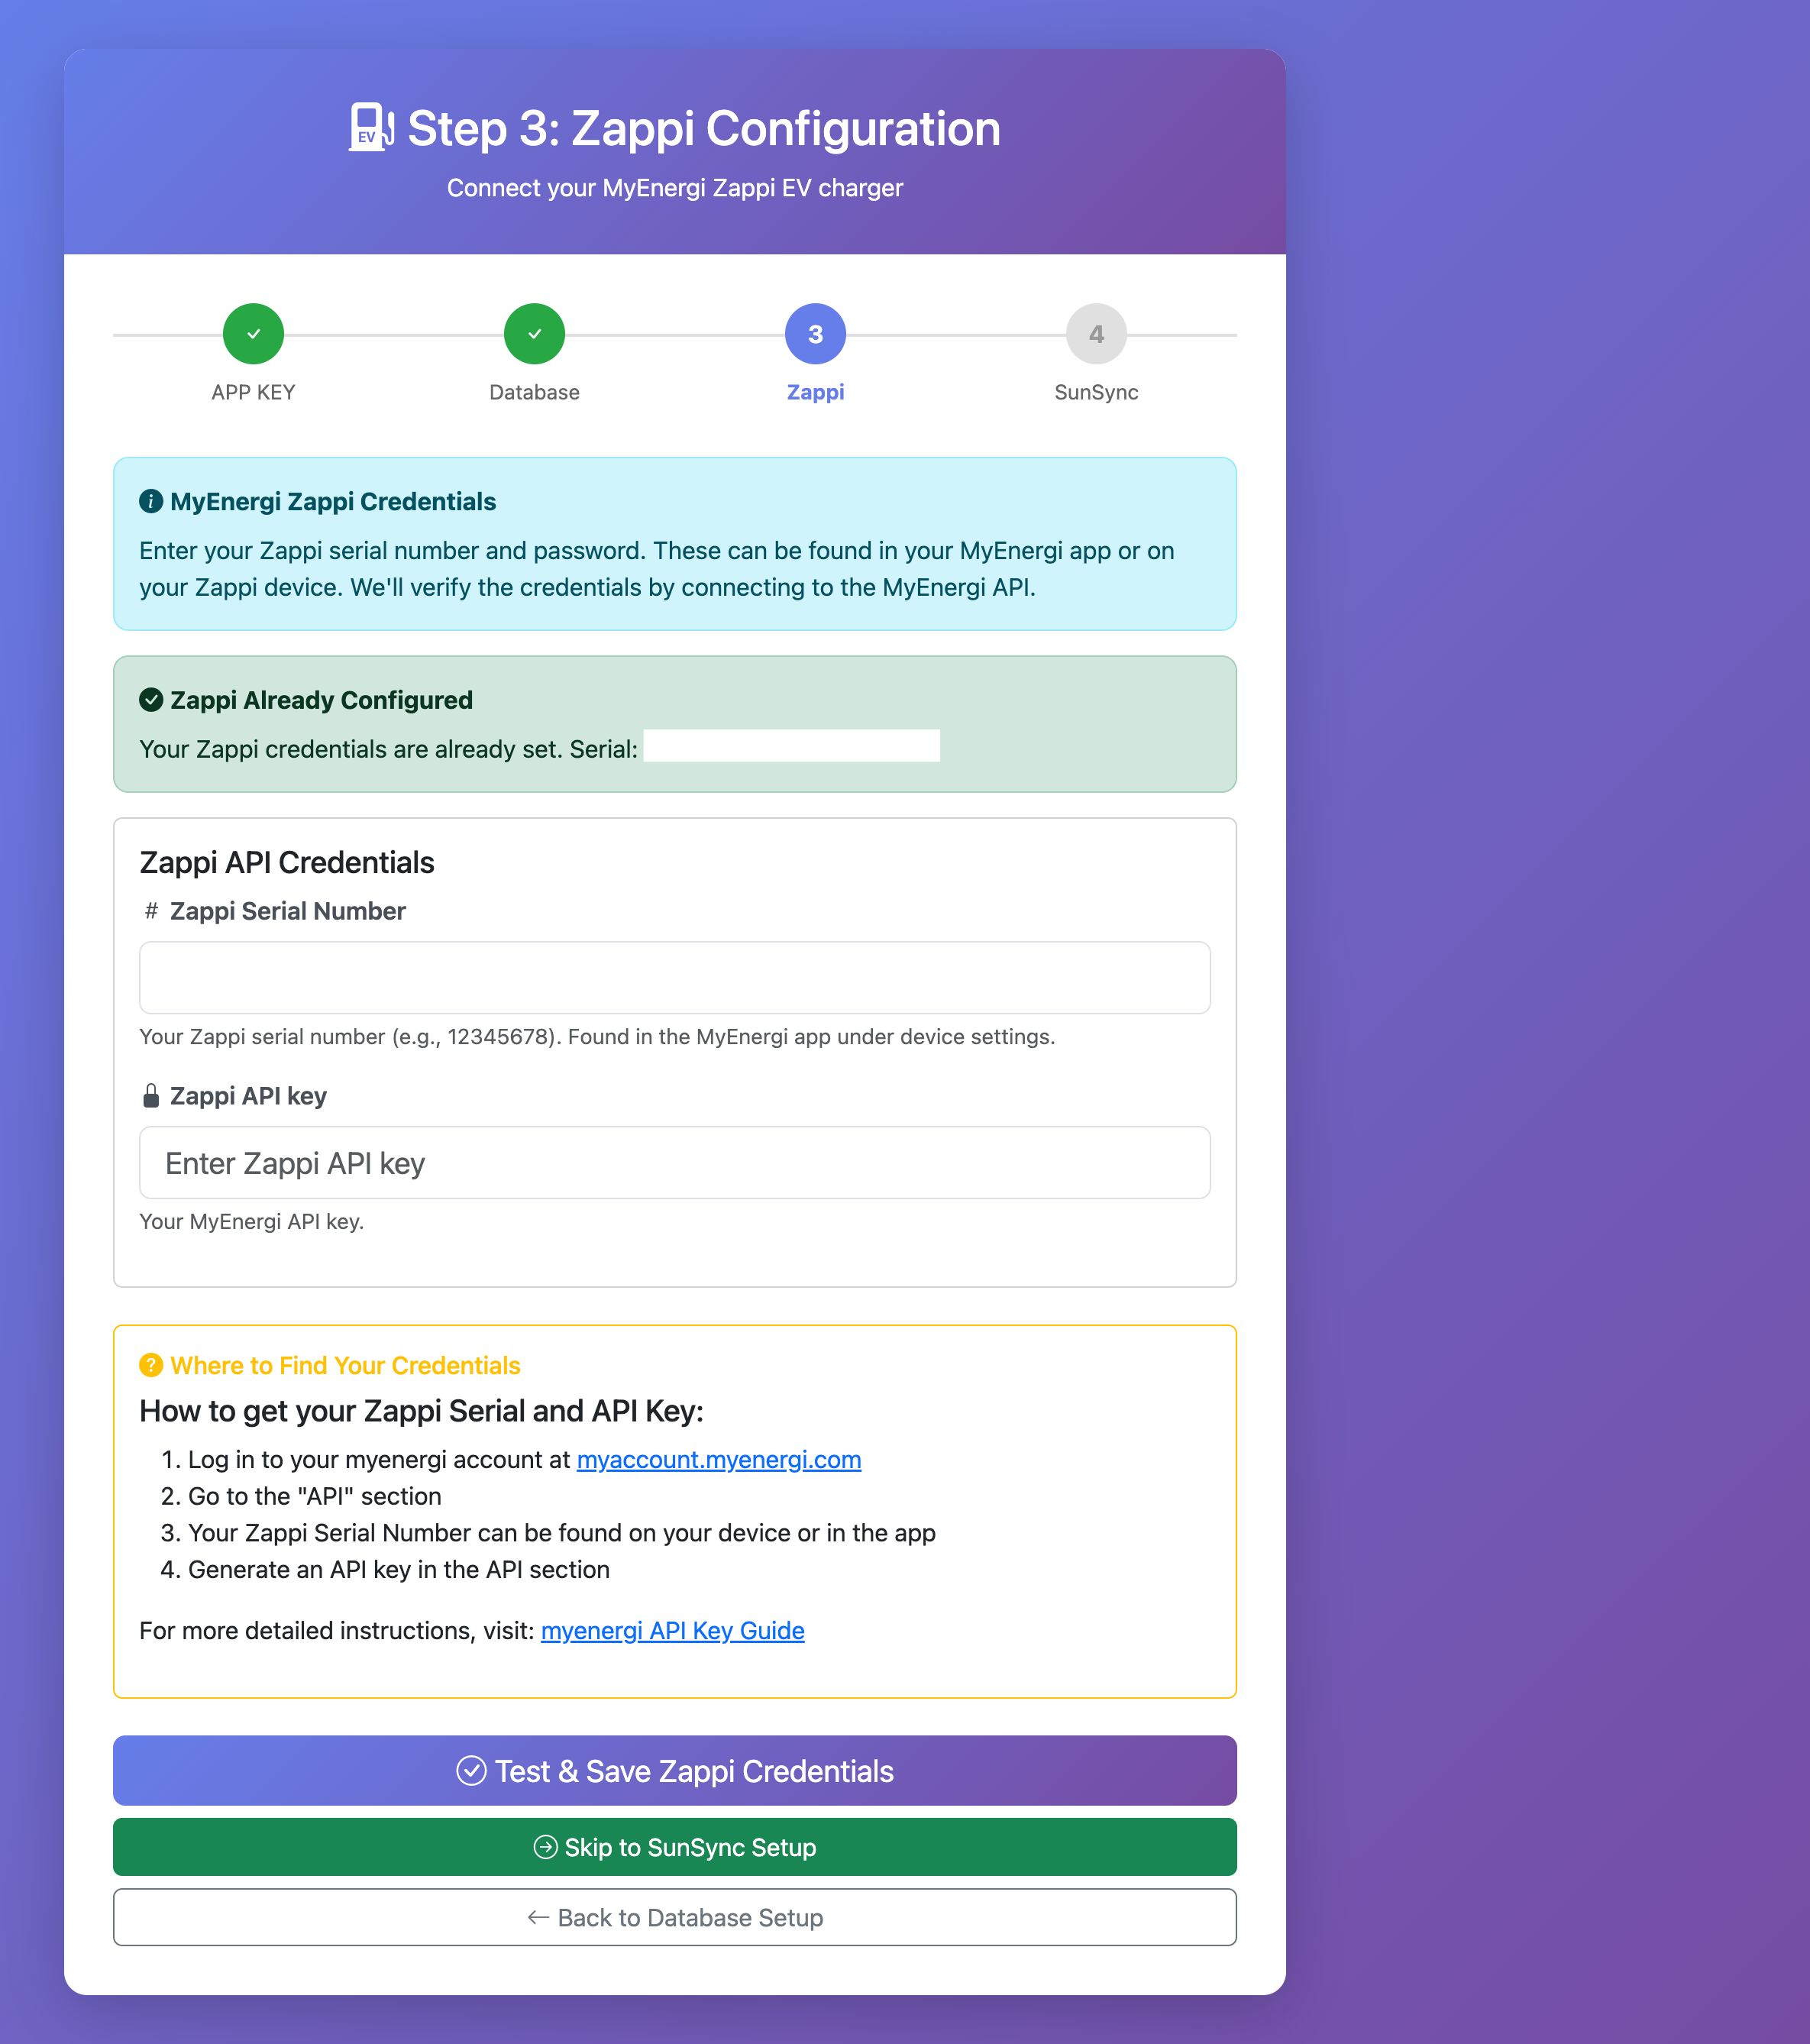 EV Step 3: Zappi Configuration
Connect your MyEnergi Zappi EV charger
3
4
APP KEY
Database
Zappi
SunSync
MyEnergi Zappi Credentials
Enter your Zappi serial number and password. These can be found in your MyEnergi app or on
your Zappi device. We'll verify the credentials by connecting to the MyEnergi API.
Zappi Already Configured
Your Zappi credentials are already set. Serial:
Zappi API Credentials
# Zappi Serial Number
Your Zappi serial number (e.g., 12345678). Found in the MyEnergi app under device settings.
Zappi API key
Enter Zappi API key
Your MyEnergi API key.
? Where to Find Your Credentials
How to get your Zappi Serial and API Key:
1. Log in to your myenergi account at myaccount.myenergi.com
2. Go to the "API" section
3. Your Zappi Serial Number can be found on your device or in the app
4. Generate an API key in the API section
For more detailed instructions, visit: myenergi API Key Guide
Test & Save Zappi Credentials
Skip to SunSync Setup
← Back to Database Setup